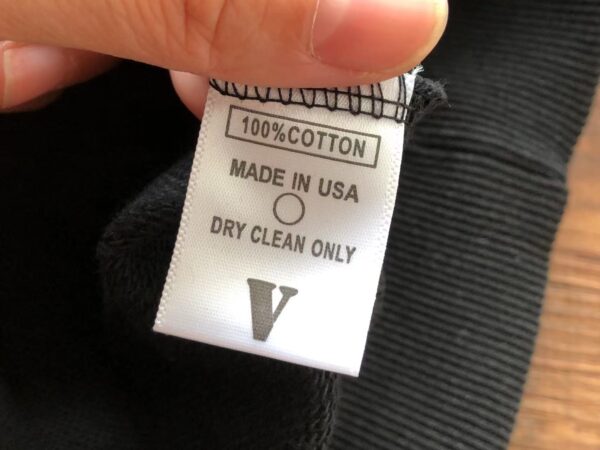 100%COTTON
MADE IN USA
DRY CLEAN ONLY
V